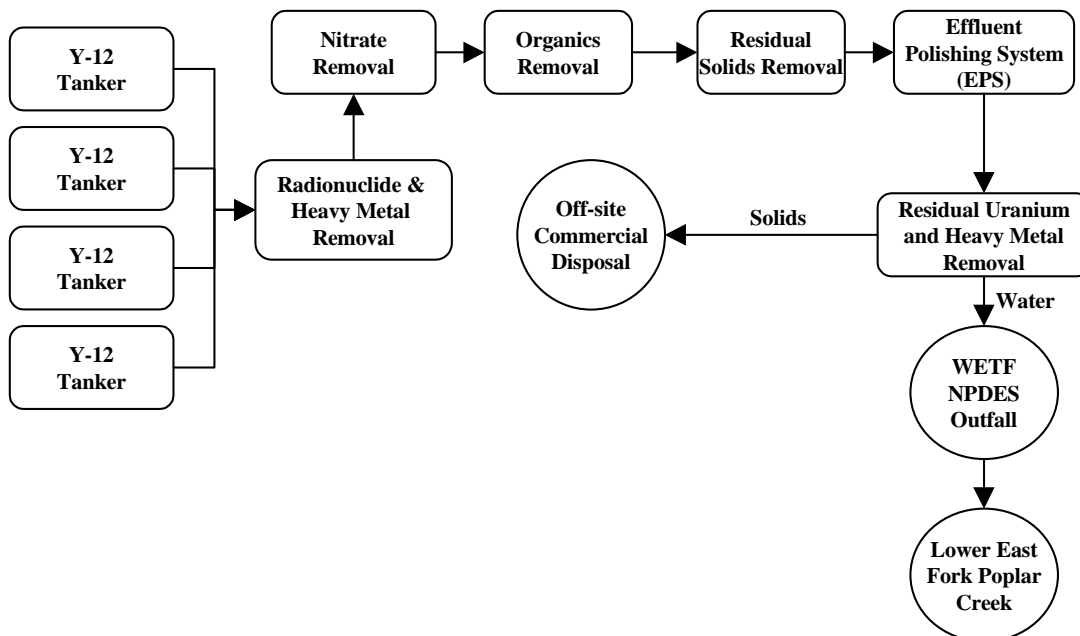 Y-12
Tanker
Y-12
Tanker
Y-12
Tanker
Y-12
Tanker
Radionuclide &
Heavy Metal
Removal
Nitrate
Removal
Organics
Removal
Residual
Solids Removal
Effluent
Polishing System
(EPS)
Residual Uranium
and Heavy Metal
Removal
Solids
Off-site
Commercial
Disposal
Water
WETF
NPDES
Outfall
Lower East
Fork Poplar
Creek